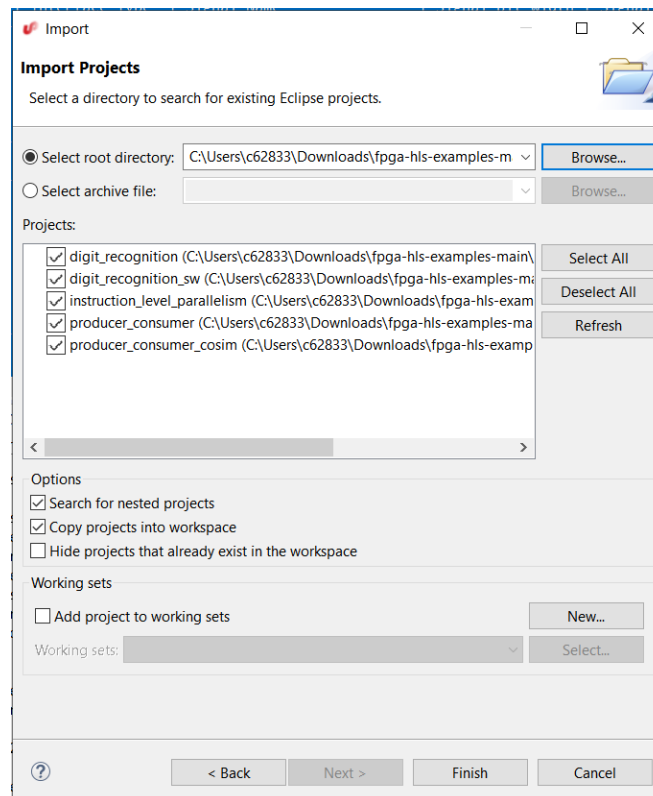 Import
Import Projects
Select a directory to search for existing Eclipse projects.
Select root directory: C:\Users\c62833\Downloads\fpga-hls-examples-m Browse...
Select archive file: Browse...
Projects:
digit_recognition (C:\Users\c62833\Downloads\fpga-hls-examples-main\
digit_recognition_sw (C:\Users\c62833\Downloads\fpga-hls-examples-ma
instruction_level_parallelism (C:\Users\c62833\Downloads\fpga-hls-exam
producer_consumer (C:\Users\c62833\Downloads\fpga-hls-examples-ma
producer_consumer_cosim (C:\Users\c62833\Downloads\fpga-hls-examp
Select All
Deselect All
Refresh
Options
Search for nested projects
Copy projects into workspace
Hide projects that already exist in the workspace
Working sets
Add project to working sets New...
Working sets: Select...
< Back Next > Finish Cancel